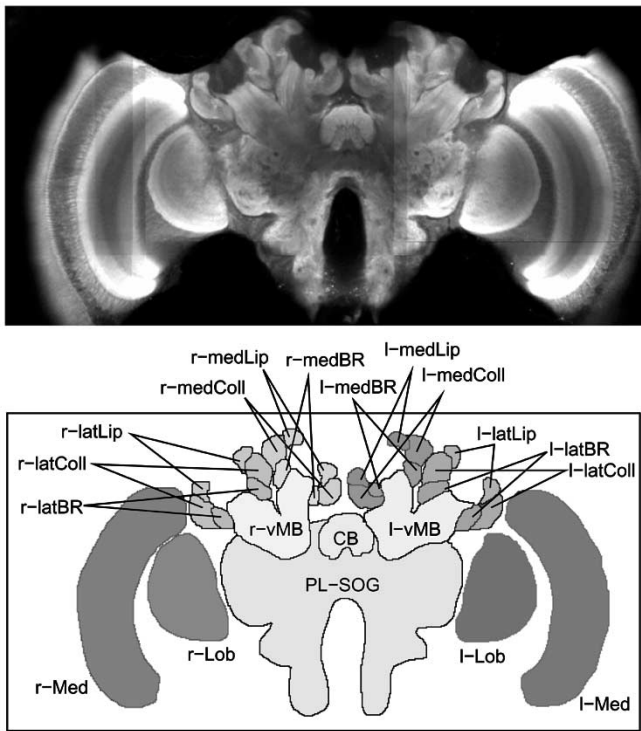 r-medLip r-medBR l-medLip
r-medColl l-medBR l-medColl
r-latLip l-latLip
r-latColl l-latBR
r-latBR l-latColl
r-vMB CB l-vMB
PL-SOG
r-Lob l-Lob
r-Med l-Med